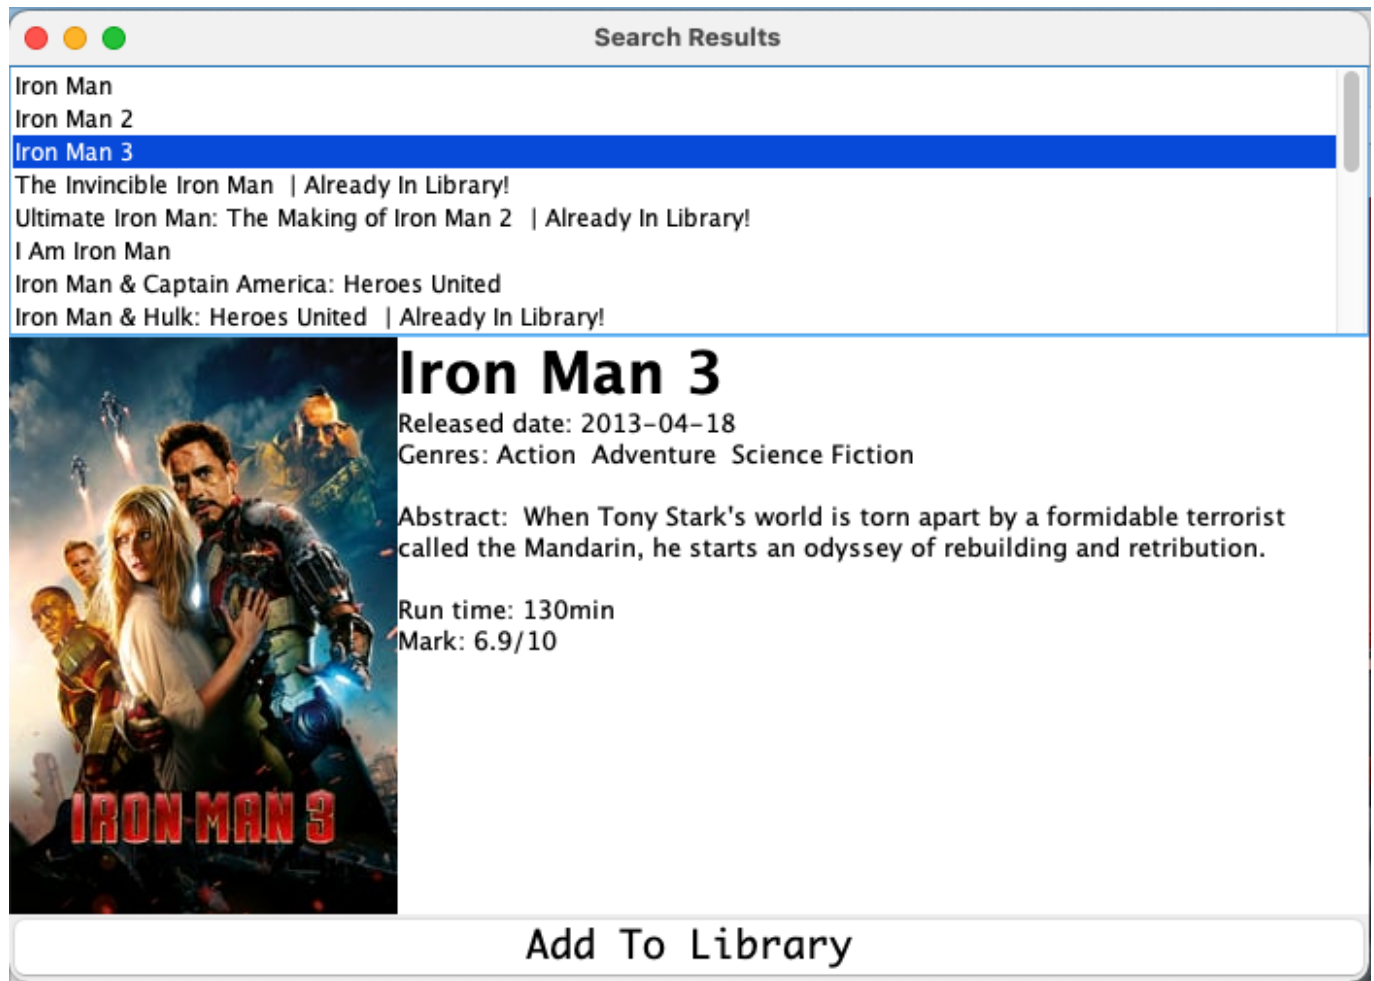 Search Results
Iron Man
Iron Man 2
Iron Man 3
The Invincible Iron Man  | Already In Library!
Ultimate Iron Man: The Making of Iron Man 2  | Already In Library!
I Am Iron Man
Iron Man & Captain America: Heroes United
Iron Man & Hulk: Heroes United  | Already In Library!
Iron Man 3
Released date: 2013-04-18
Genres: Action  Adventure  Science Fiction
Abstract:  When Tony Stark's world is torn apart by a formidable terrorist
called the Mandarin, he starts an odyssey of rebuilding and retribution.
Run time: 130min
Mark: 6.9/10
IRON MAN 3
Add To Library